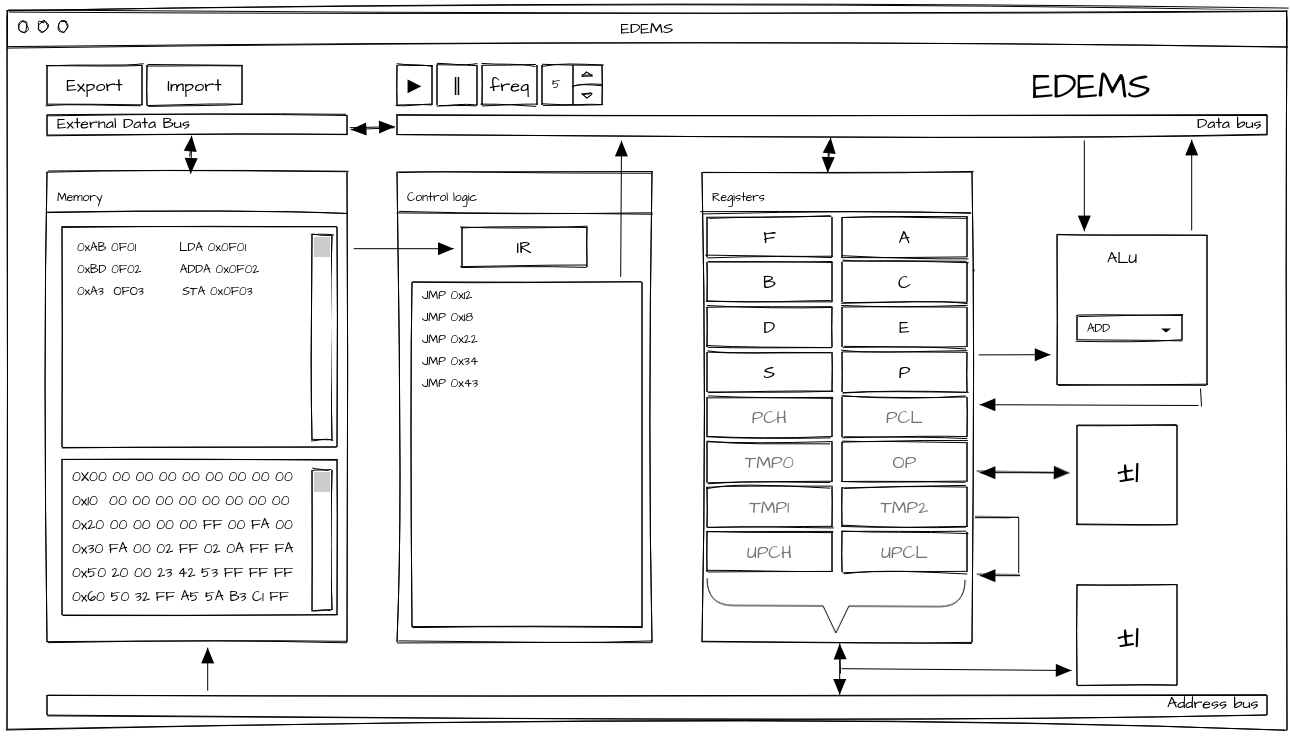 EDEMS
Export Import ▶ || freq 5 EDEMS
External Data Bus Data bus
Memory Control logic Registers
0xAB 0F01 LDA 0x0F01
0xBD 0F02 ADDA 0x0F02
0xA3 0F03 STA 0x0F03
0X00 00 00 00 00 00 00 00 00
0x10 00 00 00 00 00 00 00 00
0x20 00 00 00 00 FF 00 FA 00
0x30 FA 00 02 FF 02 0A FF FA
0x50 20 00 23 42 53 FF FF FF
0x60 50 32 FF A5 5A B3 C1 FF
IR
JMP 0x12
JMP 0x18
JMP 0x22
JMP 0x34
JMP 0x43
F A
B C
D E
S P
PCH PCL
TMP0 OP
TMP1 TMP2
UPCH UPCL
ALU
ADD
±1
±1
Address bus